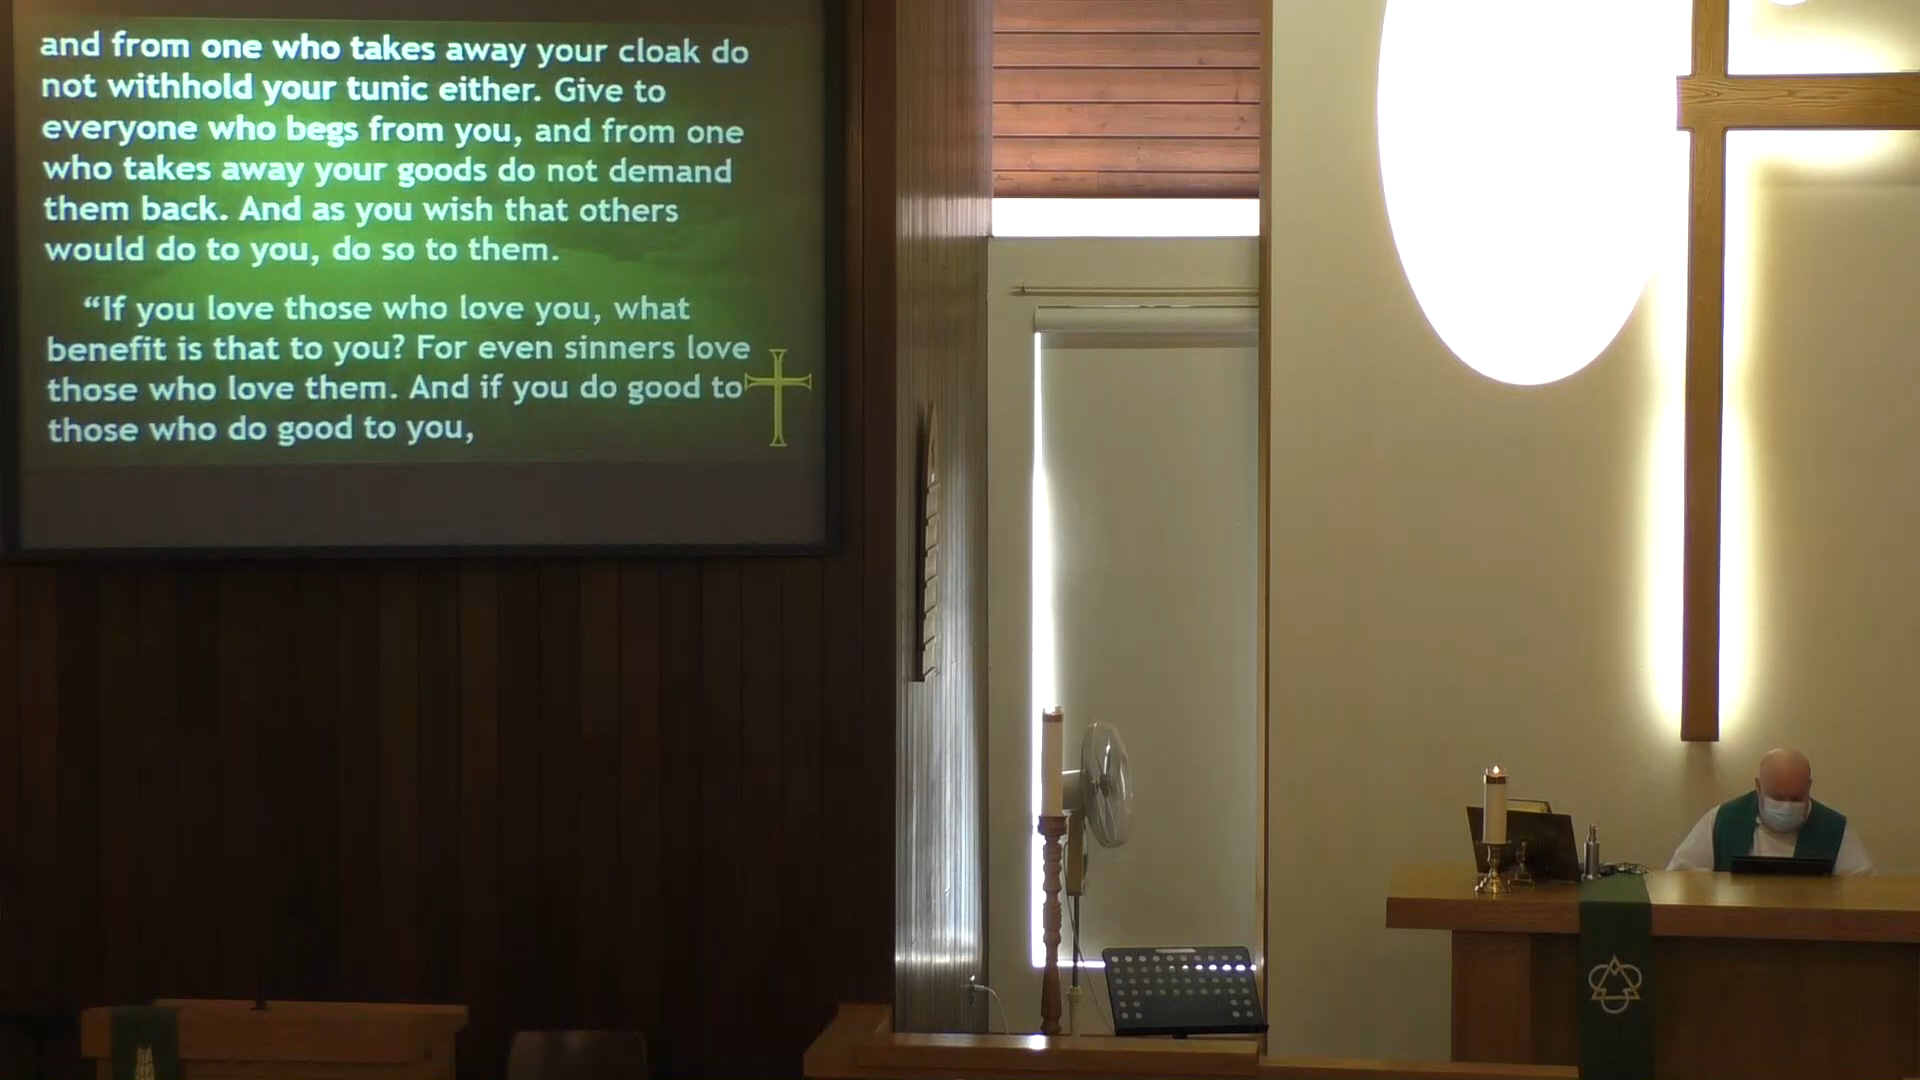 and from one who takes away your cloak do
not withhold your tunic either. Give to
everyone who begs from you, and from one
who takes away your goods do not demand
them back. And as you wish that others
would do to you, do so to them.
“If you love those who love you, what
benefit is that to you? For even sinners love
those who love them. And if you do good to
those who do good to you,